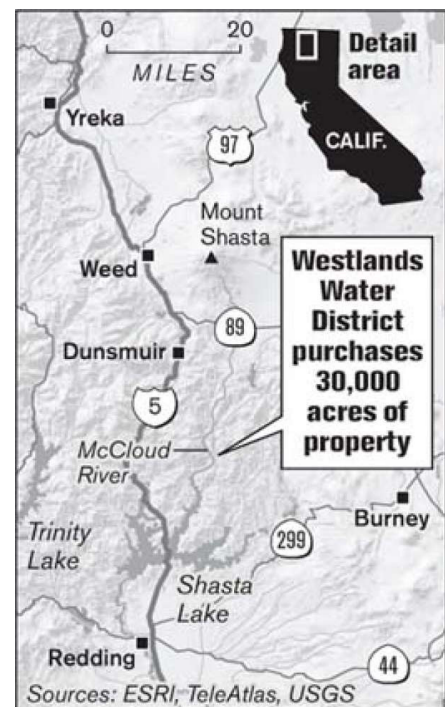 0 20
MILES
Detail
area
CALIF.
Yreka
97
Mount
Shasta
Weed
Westlands
Water
District
purchases
30,000
acres of
property
89
Dunsmuir
5
McCloud
River
Burney
299
Trinity
Lake
Shasta
Lake
Redding
44
Sources: ESRI, TeleAtlas, USGS